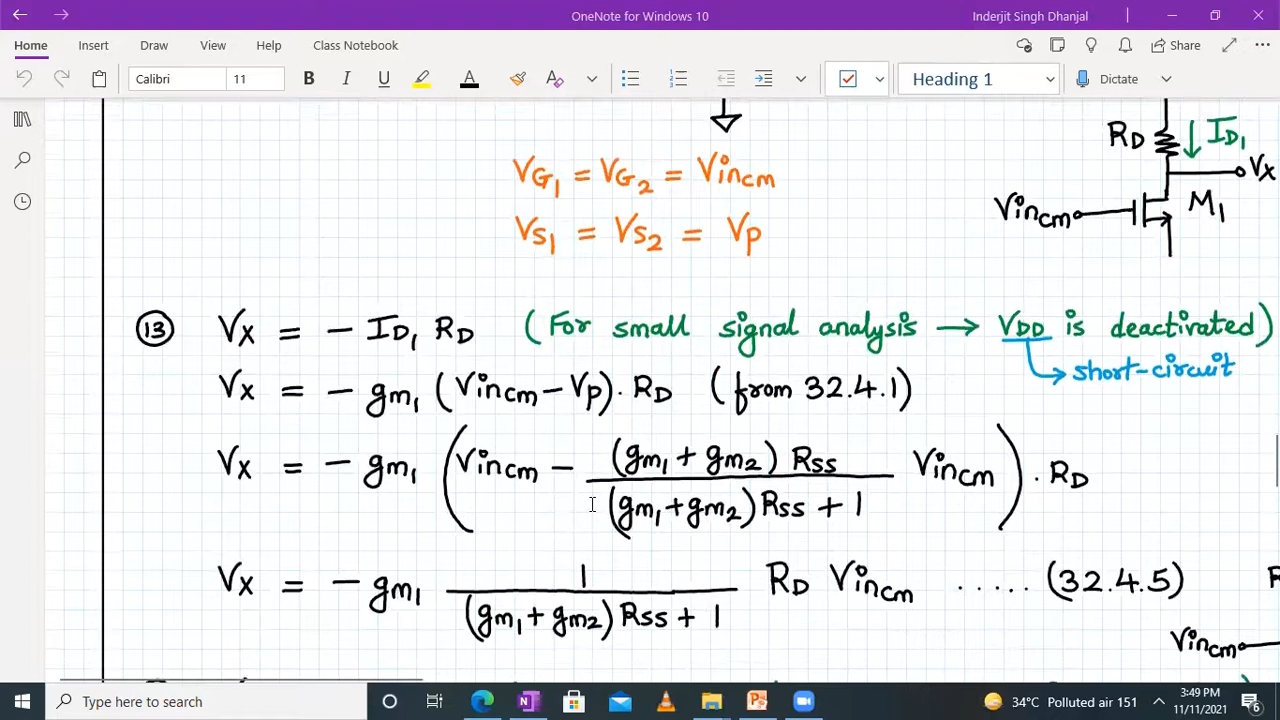 OneNote for Windows 10
Inderjit Singh Dhanjal
Home Insert Draw View Help Class Notebook
Share
Calibri 11 B I U A Heading 1 Dictate
RD ID1
Vx
Vincm M1
VG1 = VG2 = Vincm
VS1 = VS2 = Vp
13 Vx = - ID1 RD (For small signal analysis → VDD is deactivated)
short-circuit
Vx = - gm1 (Vincm - Vp) . RD (from 32.4.1)
Vx = - gm1 (Vincm - (gm1 + gm2) Rss / (gm1 + gm2) Rss + 1 Vincm) . RD
Vx = - gm1 1 / (gm1 + gm2) Rss + 1 RD Vincm ..... (32.4.5)
R
Vincm
Type here to search
34°C Polluted air 151
3:49 PM
11/11/2021
6